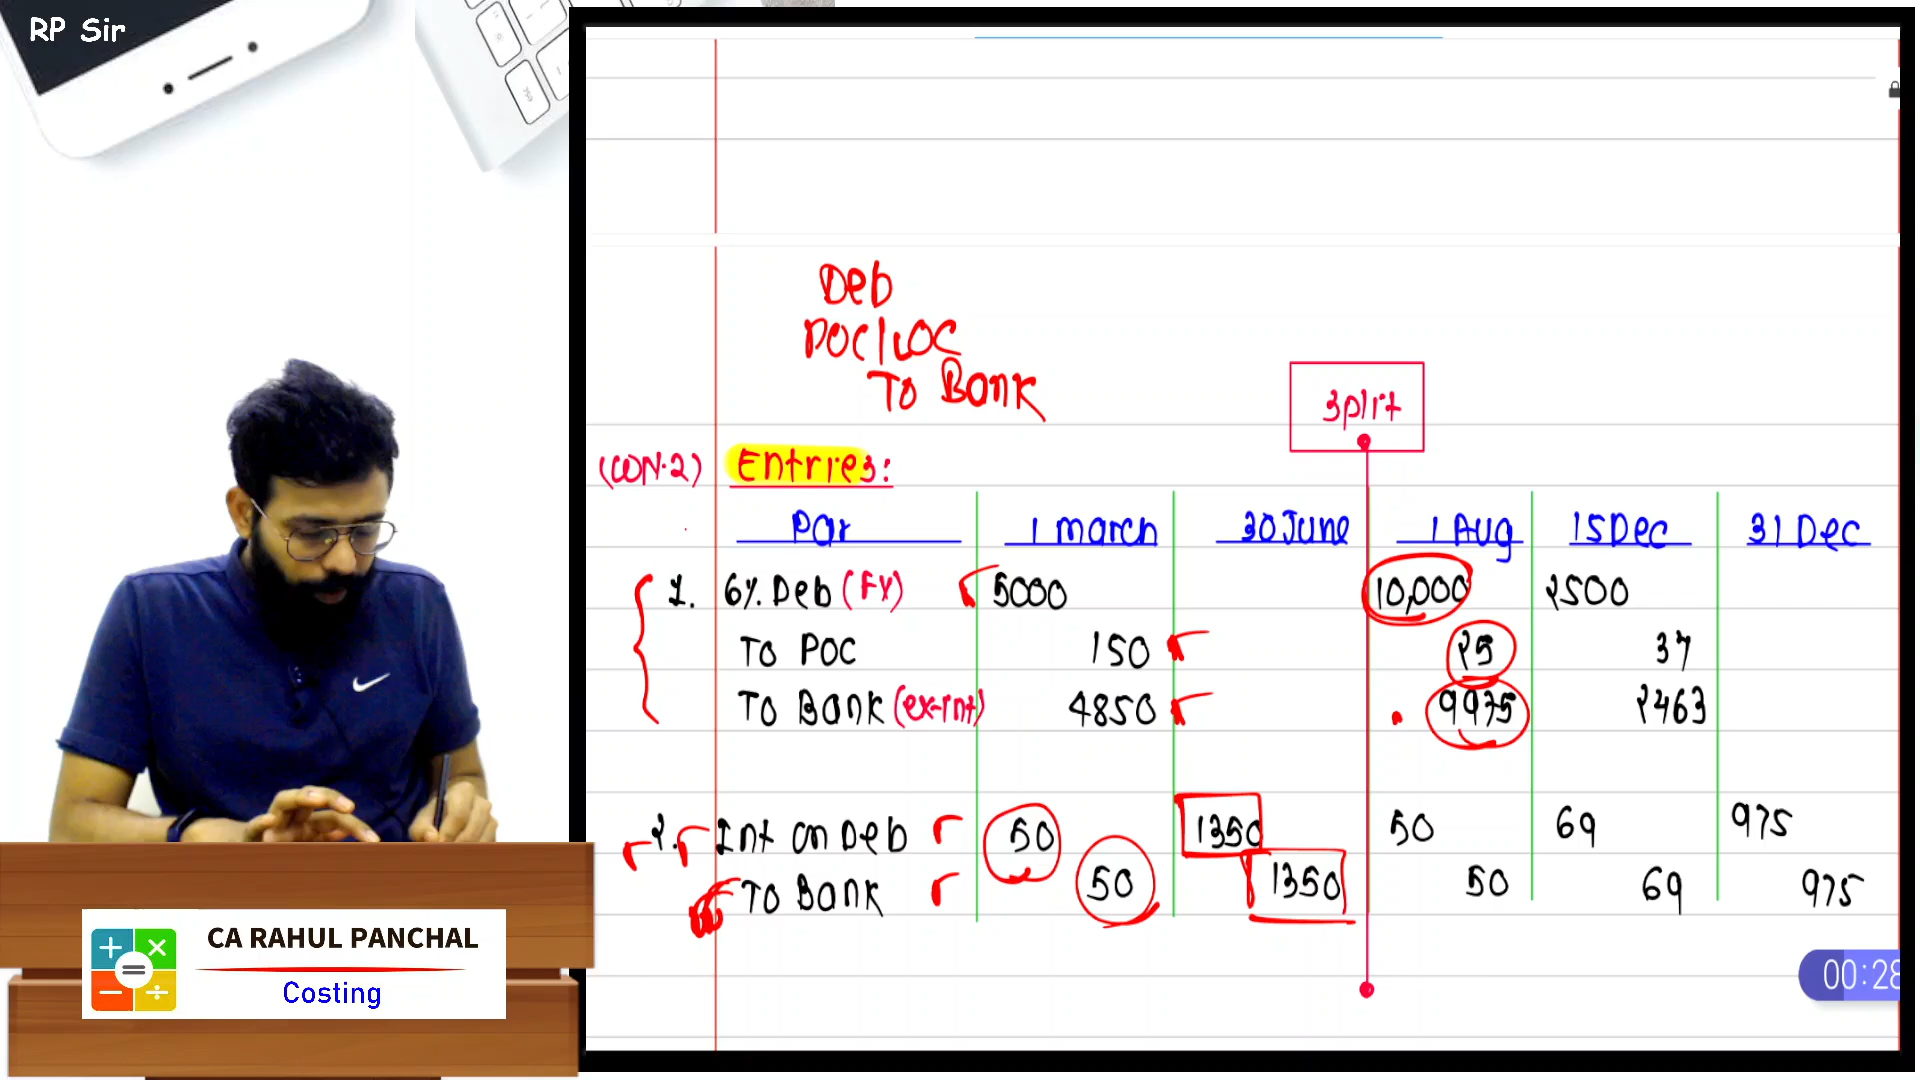 RP Sir
Deb
POC/LOC
To Bank
Split
(WN.2) Entries:
Par 1 March 30 June 1 Aug 15 Dec 31 Dec
1. 6% Deb (FV) 5000 10,000 2500
To POC 150 25 37
To Bank (ex-int) 4850 9975 2463
2. Int on Deb 50 1350 50 69 975
To Bank 50 1350 50 69 975
CA RAHUL PANCHAL
Costing
00:28